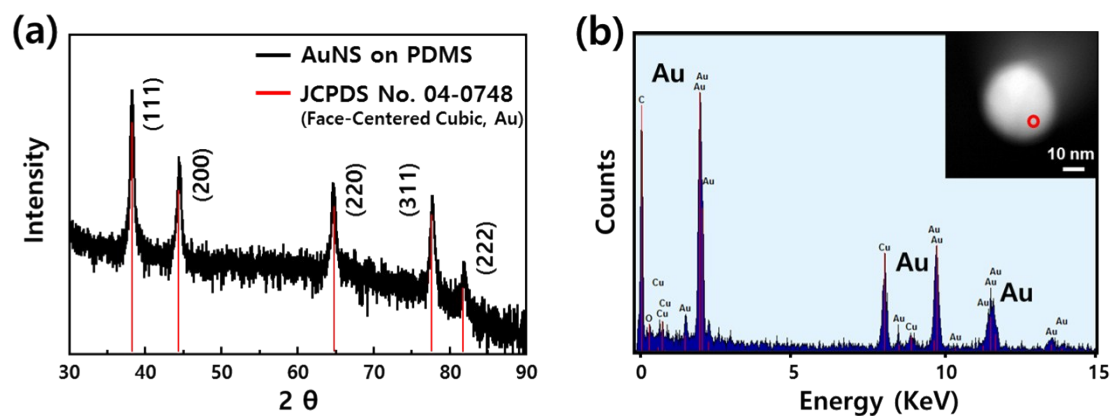 (a)
AuNS on PDMS
JCPDS No. 04-0748
(Face-Centered Cubic, Au)
(111)
(200)
(220)
(311)
(222)
Intensity
30 40 50 60 70 80 90
2 θ
(b)
Au
Au
Au
Au
C
Cu
Cu
Cu
O
Au
Cu
Au
Au
Cu
Au
Au
Au
Au
Au
Au
Au
Au
Au
Au
10 nm
Counts
0 5 10 15
Energy (KeV)